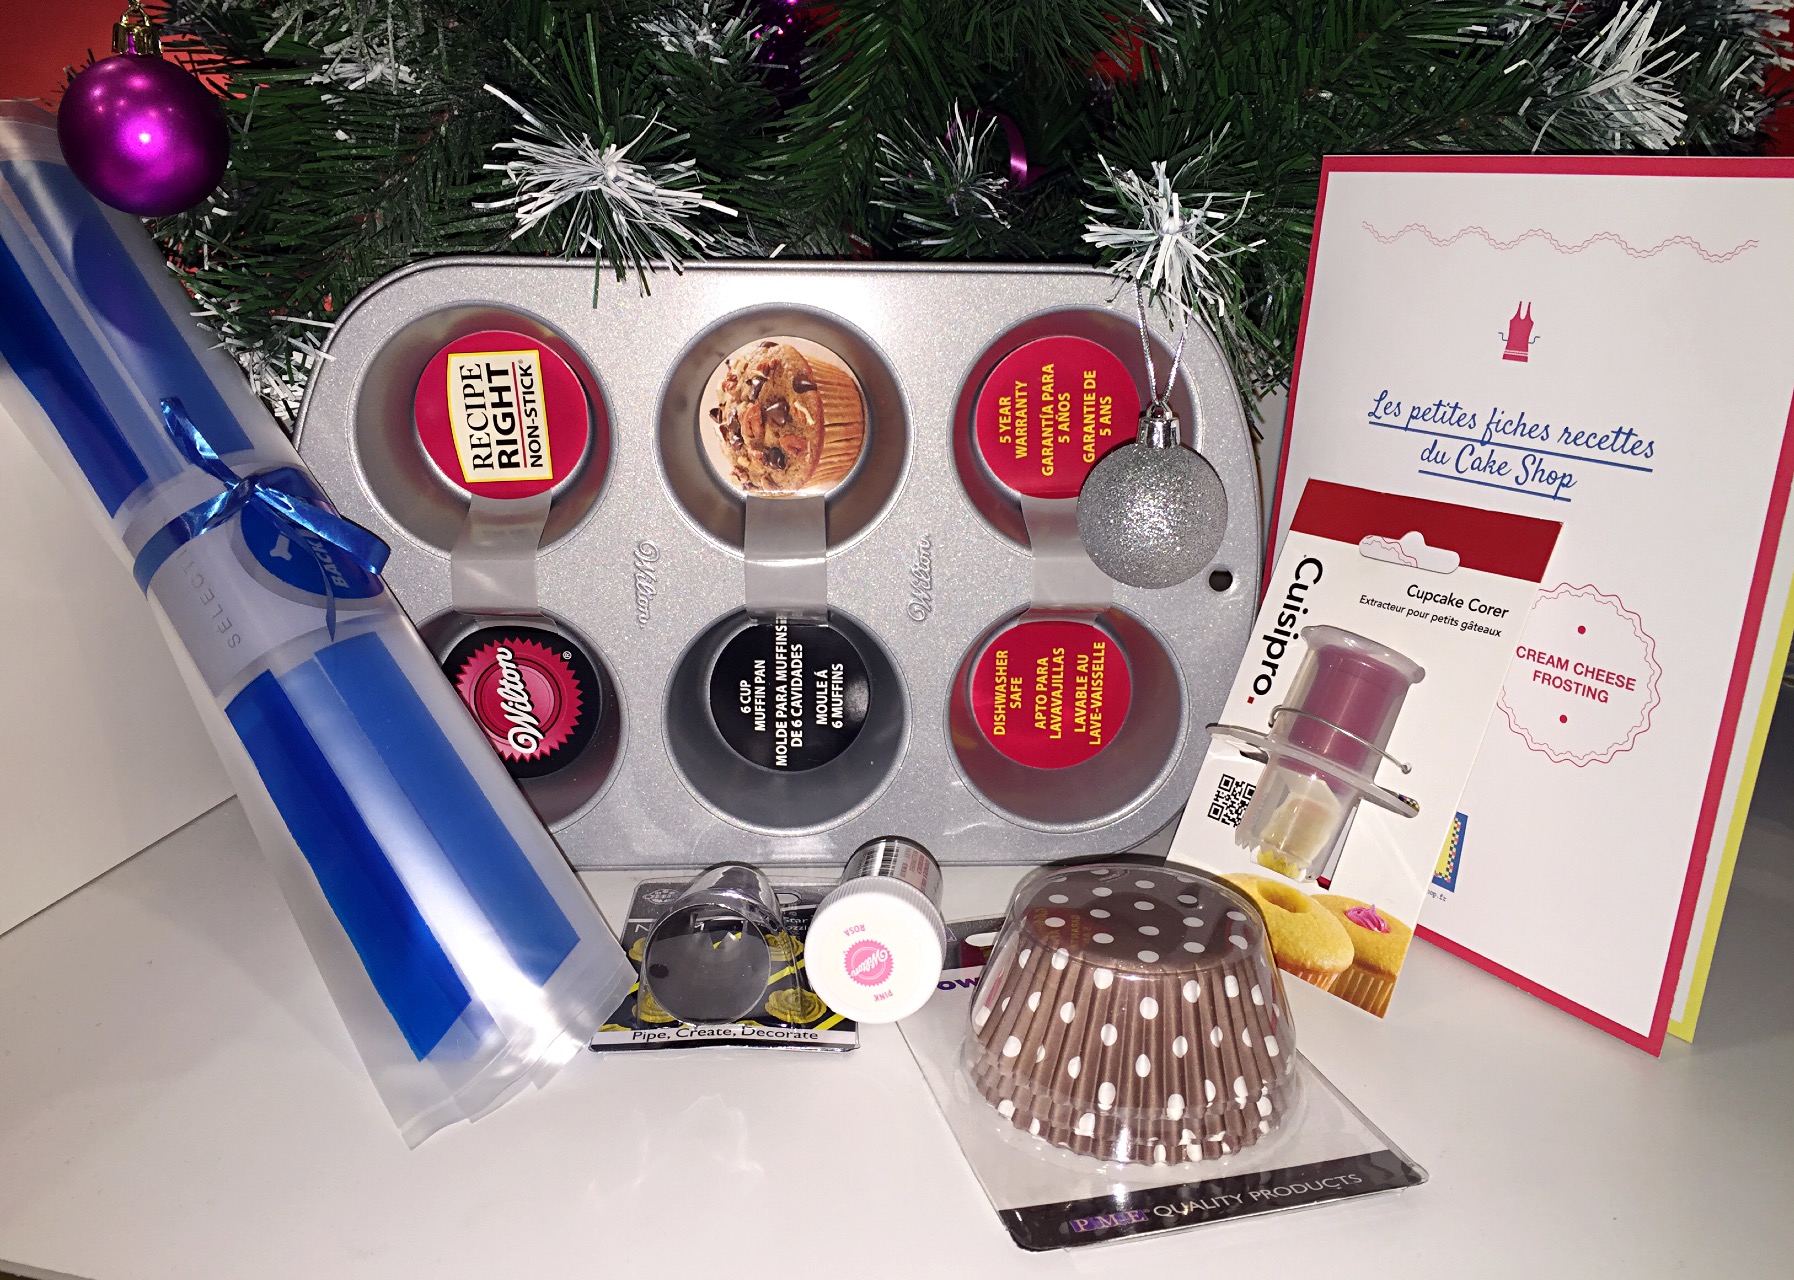 RECIPE
RIGHT
NON-STICK®
5 YEAR
WARRANTY
GARANTÍA PARA
5 AÑOS
GARANTIE DE
5 ANS
Wilton
Wilton
Wilton®
6 CUP
MUFFIN PAN
MOLDE PARA MUFFINS
DE 6 CAVIDADES
MOULE À
6 MUFFINS
DISHWASHER
SAFE
APTO PARA
LAVAVAJILLAS
LAVABLE AU
LAVE-VAISSELLE
Les petites fiches recettes
du Cake Shop
CREAM CHEESE
FROSTING
Cuisipro.
Cupcake Corer
Extracteur pour petits gâteaux
SELECT
BACK
Pipe, Create, Decorate
ROSA
Wilton
PINK
PME QUALITY PRODUCTS